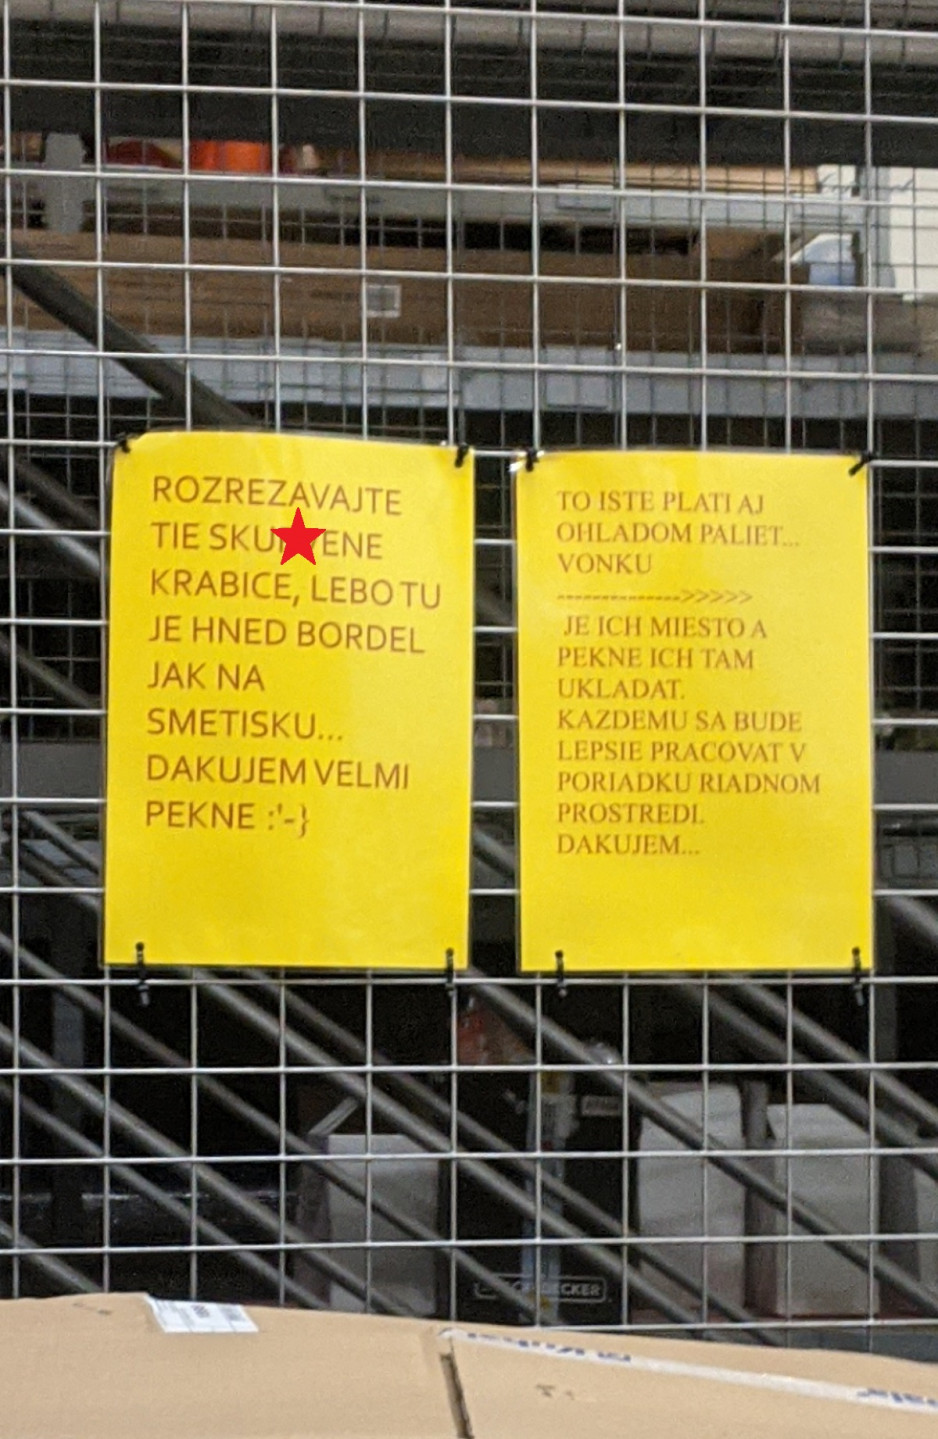 ROZREZAVAJTE
TIE
KRABICE, LEBO TU
JE HNED BORDEL
JAK NA
SMETISKU...
DAKUJEM VELMI
PEKNE :'-}
TO ISTE PLATI AJ
OHLADOM PALIET...
VONKU
-------------->>>>>
JE ICH MIESTO A
PEKNE ICH TAM
UKLADAT.
KAZDEMU SA BUDE
LEPSIE PRACOVAT V
PORIADKU RIADNOM
PROSTREDI.
DAKUJEM...